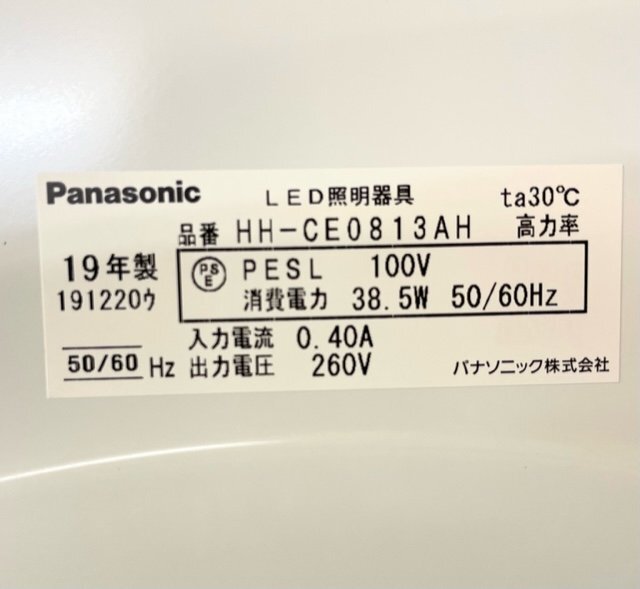 Panasonic LED照明器具 ta30℃
品番 HH-CE0813AH 高力率
19年製 PSE PESL 100V
191220ｳ 消費電力 38.5W 50/60Hz
入力電流 0.40A
50/60 Hz 出力電圧 260V パナソニック株式会社